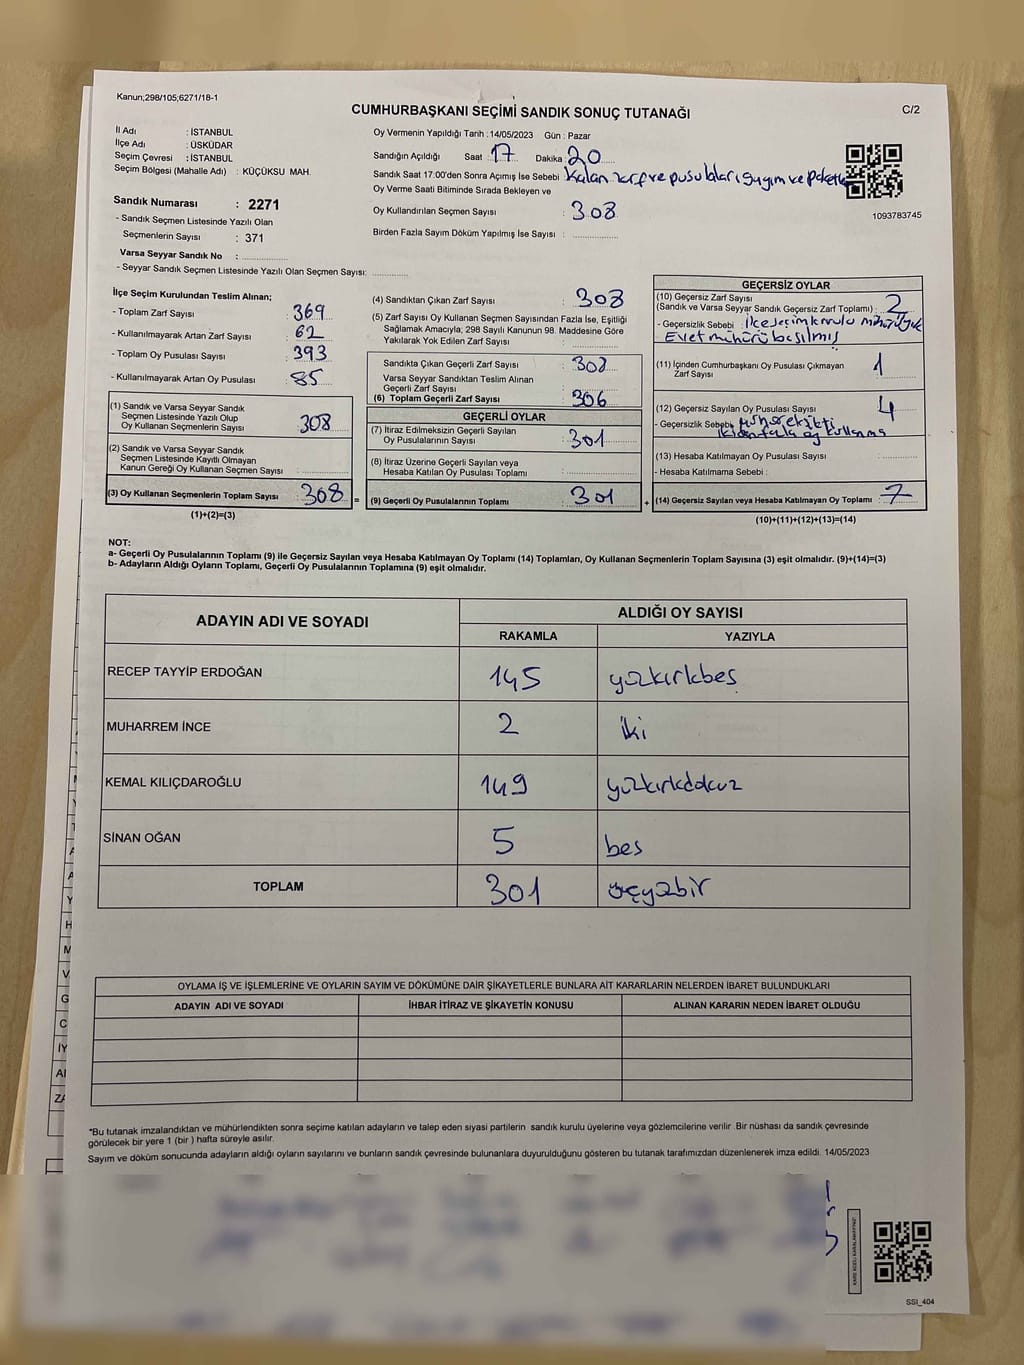 Kanun;298/105;6271/18-1
CUMHURBAŞKANI SEÇİMİ SANDIK SONUÇ TUTANAĞI
C/2
İl Adı : İSTANBUL
İlçe Adı : ÜSKÜDAR
Seçim Çevresi : İSTANBUL
Seçim Bölgesi (Mahalle Adı) : KÜÇÜKSU MAH.
Sandık Numarası : 2271
- Sandık Seçmen Listesinde Yazılı Olan
Seçmenlerin Sayısı : 371
Varsa Seyyar Sandık No :
- Seyyar Sandık Seçmen Listesinde Yazılı Olan Seçmen Sayısı:
Oy Vermenin Yapıldığı Tarih : 14/05/2023 Gün : Pazar
Sandığın Açıldığı Saat : 17 Dakika : 20
Sandık Saat 17:00'den Sonra Açımış İse Sebebi : Kalan zarf ve pusulaları sayım ve
Oy Verme Saati Bitiminde Sırada Bekleyen ve
Oy Kullandırılan Seçmen Sayısı : 308
Birden Fazla Sayım Döküm Yapılmış İse Sayısı :
1093783745
İlçe Seçim Kurulundan Teslim Alınan;
- Toplam Zarf Sayısı : 369
- Kullanılmayarak Artan Zarf Sayısı : 62
- Toplam Oy Pusulası Sayısı : 393
- Kullanılmayarak Artan Oy Pusulası : 85
(1) Sandık ve Varsa Seyyar Sandık
Seçmen Listesinde Yazılı Olup
Oy Kullanan Seçmenlerin Sayısı : 308
(2) Sandık ve Varsa Seyyar Sandık
Seçmen Listesinde Kayıtlı Olmayan
Kanun Gereği Oy Kullanan Seçmen Sayısı :
(3) Oy Kullanan Seçmenlerin Toplam Sayısı : 308 =
(1)+(2)=(3)
(4) Sandıktan Çıkan Zarf Sayısı : 308
(5) Zarf Sayısı Oy Kullanan Seçmen Sayısından Fazla İse, Eşitliği
Sağlamak Amacıyla; 298 Sayılı Kanunun 98. Maddesine Göre
Yakılarak Yok Edilen Zarf Sayısı :
Sandıkta Çıkan Geçerli Zarf Sayısı :
Varsa Seyyar Sandıktan Teslim Alınan
Geçerli Zarf Sayısı :
(6) Toplam Geçerli Zarf Sayısı : 306
GEÇERLİ OYLAR
(7) İtiraz Edilmeksizin Geçerli Sayılan
Oy Pusulalarının Sayısı : 301
(8) İtiraz Üzerine Geçerli Sayılan veya
Hesaba Katılan Oy Pusulası Toplamı :
(9) Geçerli Oy Pusulalarının Toplamı : 301 +
GEÇERSİZ OYLAR
(10) Geçersiz Zarf Sayısı
(Sandık ve Varsa Seyyar Sandık Geçersiz Zarf Toplamı) : 2
- Geçersizlik Sebebi : ilce seçim kurulu mühürü yok
Evet mühürü basılmış
(11) İçinden Cumhurbaşkanı Oy Pusulası Çıkmayan
Zarf Sayısı : 1
(12) Geçersiz Sayılan Oy Pusulası Sayısı : 4
- Geçersizlik Sebebi :
ikiden fazla oy kullanma
(13) Hesaba Katılmayan Oy Pusulası Sayısı :
- Hesaba Katılmama Sebebi :
(14) Geçersiz Sayılan veya Hesaba Katılmayan Oy Toplamı : 7
(10)+(11)+(12)+(13)=(14)
NOT:
a- Geçerli Oy Pusulalarının Toplamı (9) ile Geçersiz Sayılan veya Hesaba Katılmayan Oy Toplamı (14) Toplamları, Oy Kullanan Seçmenlerin Toplam Sayısına (3) eşit olmalıdır. (9)+(14)=(3)
b- Adayların Aldığı Oyların Toplamı, Geçerli Oy Pusulalarının Toplamına (9) eşit olmalıdır.
ADAYIN ADI VE SOYADI
ALDIĞI OY SAYISI
RAKAMLA YAZIYLA
RECEP TAYYİP ERDOĞAN 145 yüzkırkbeş
MUHARREM İNCE 2 iki
KEMAL KILIÇDAROĞLU 149 yüzkırkdokuz
SİNAN OĞAN 5 beş
TOPLAM 301 üçyüzbir
OYLAMA İŞ VE İŞLEMLERİNE VE OYLARIN SAYIM VE DÖKÜMÜNE DAİR ŞİKAYETLERLE BUNLARA AİT KARARLARIN NELERDEN İBARET BULUNDUKLARI
ADAYIN ADI VE SOYADI İHBAR İTİRAZ VE ŞİKAYETİN KONUSU ALINAN KARARIN NEDEN İBARET OLDUĞU
*Bu tutanak imzalandıktan ve mühürlendikten sonra seçime katılan adayların ve talep eden siyasi partilerin sandık kurulu üyelerine veya gözlemcilerine verilir .Bir nüshası da sandık çevresinde
görülecek bir yere 1 (bir ) hafta süreyle asılır.
Sayım ve döküm sonucunda adayların aldığı oyların sayılarını ve bunların sandık çevresinde bulunanlara duyurulduğunu gösteren bu tutanak tarafımızdan düzenlenerek imza edildi. 14/05/2023
SSİ_404